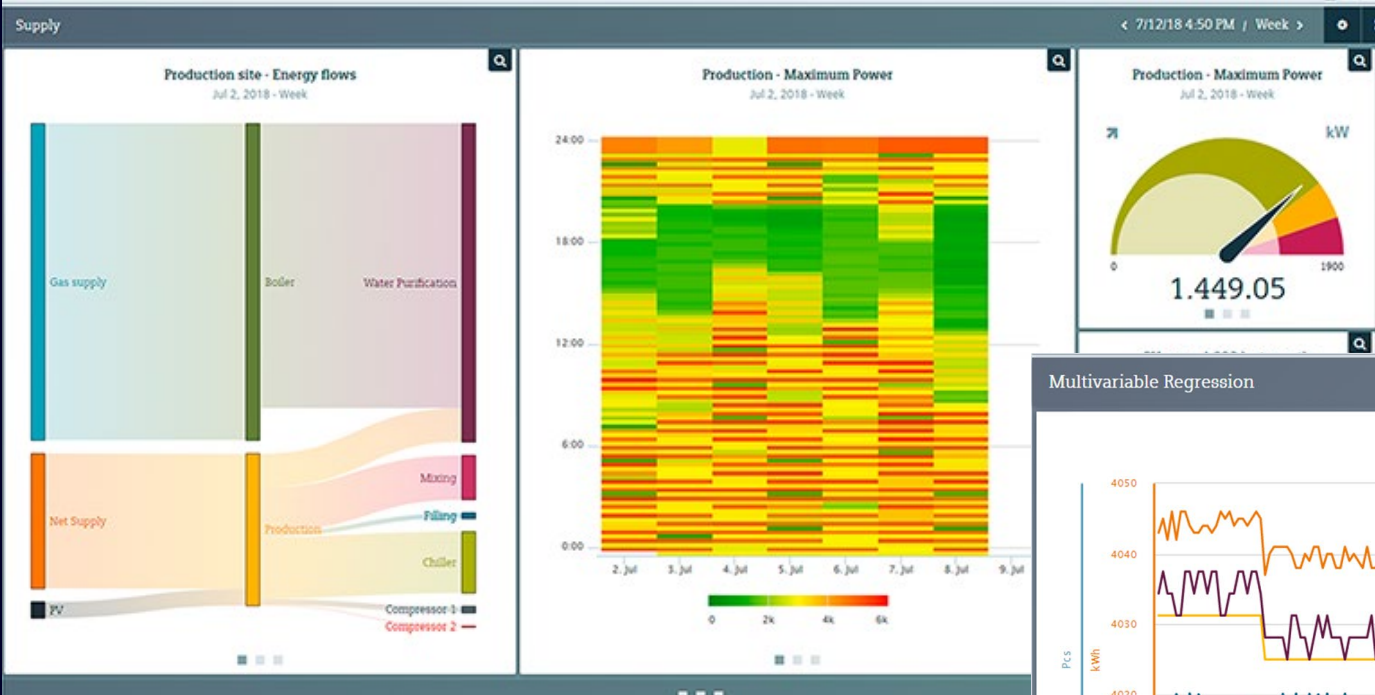 Supply
7/12/18 4:50 PM / Week
Production site - Energy flows
Jul 2, 2018 - Week
Gas supply
Boiler
Water Purification
Net Supply
Production
Mixing
Filling
Chiller
PV
Compressor 1
Compressor 2
Production - Maximum Power
Jul 2, 2018 - Week
24:00
18:00
12:00
6:00
0:00
2. Jul
3. Jul
4. Jul
5. Jul
6. Jul
7. Jul
8. Jul
9. Jul
0
2k
4k
6k
Production - Maximum Power
Jul 2, 2018 - Week
kW
0
1900
1.449.05
Multivariable Regression
4050
4040
4030
Pcs
kWh